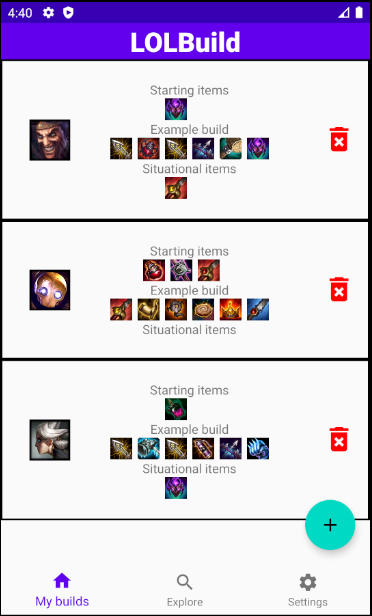 4:40
LOLBuild
Starting items
Example build
Situational items
Starting items
Example build
Situational items
Starting items
Example build
Situational items
+
My builds
Explore
Settings